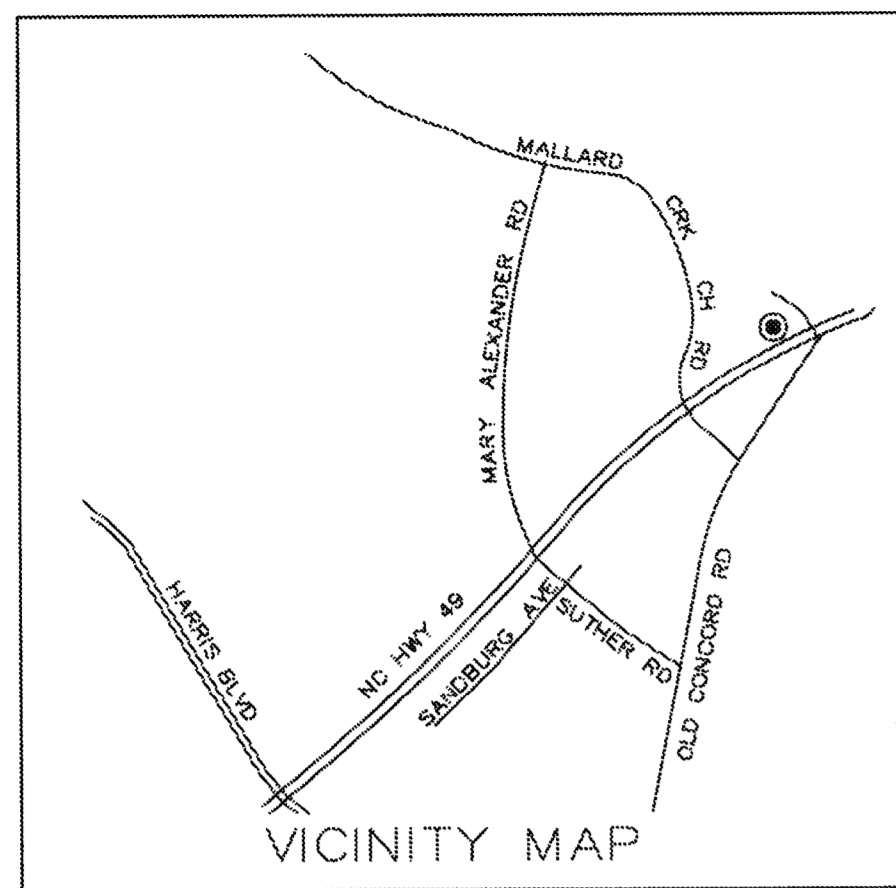 MALLARD
CRK
CH RD
MARY ALEXANDER RD
HARRIS BLVD
NC HWY 49
SANDBURG AVE
SUTHER RD
OLD CONCORD RD
VICINITY MAP